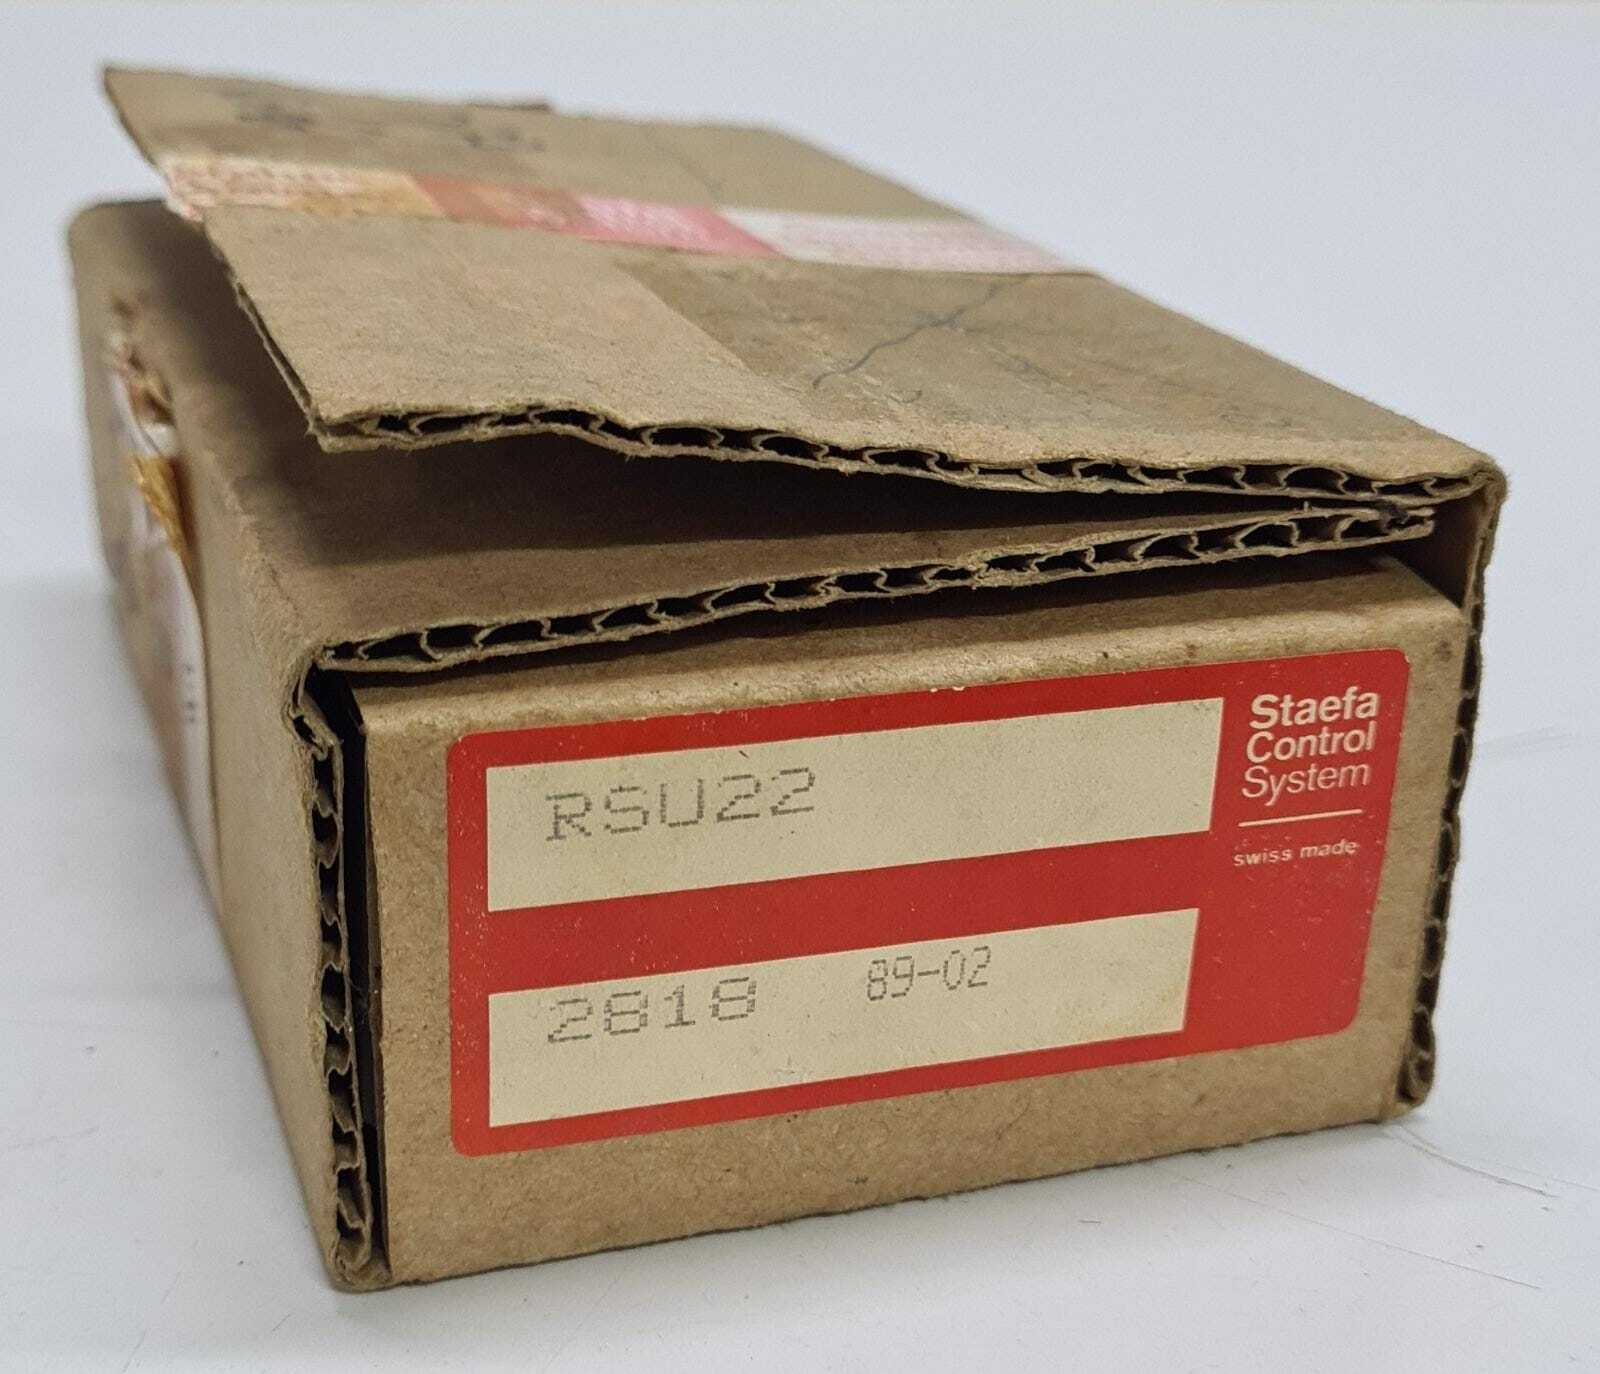 RSU22
2818 89-02
Staefa
Control
System
swiss made